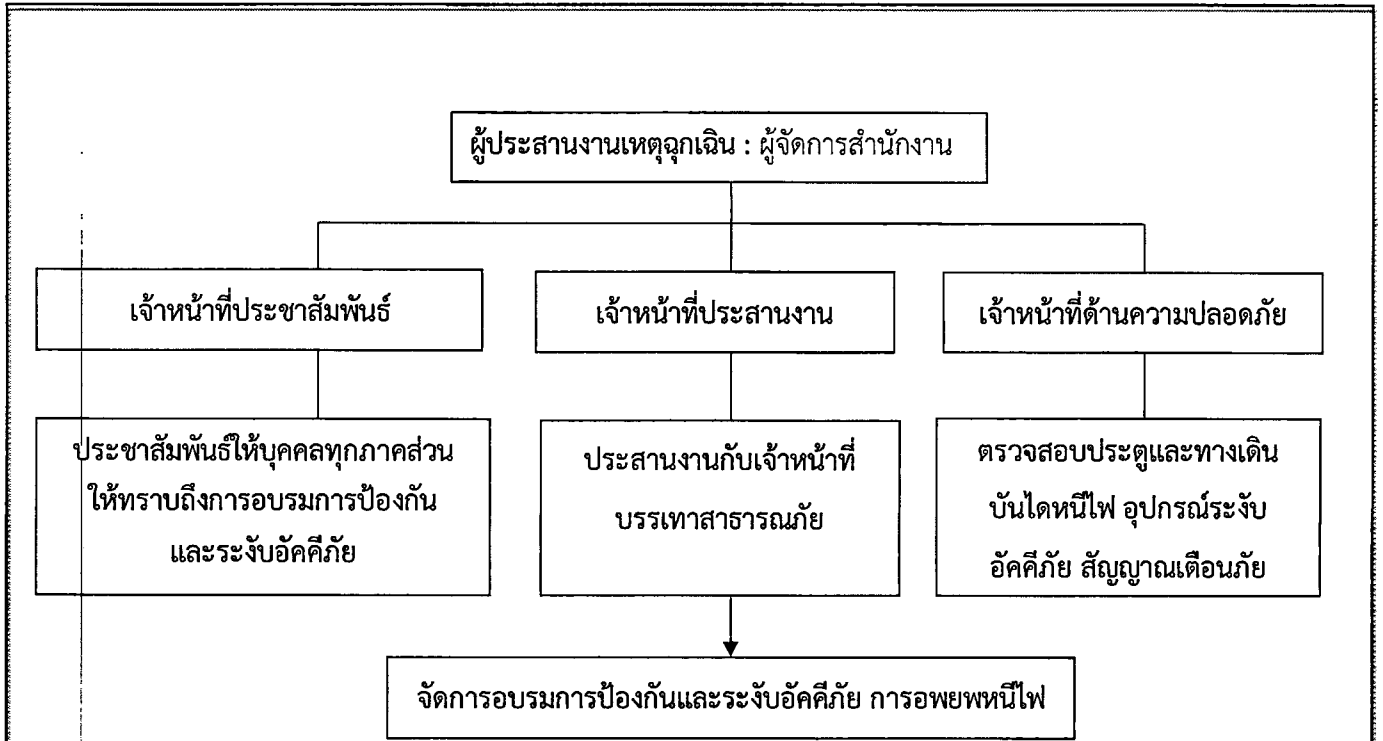 ผู้ประสานงานเหตุฉุกเฉิน : ผู้จัดการสำนักงาน
เจ้าหน้าที่ประชาสัมพันธ์
เจ้าหน้าที่ประสานงาน
เจ้าหน้าที่ด้านความปลอดภัย
ประชาสัมพันธ์ให้บุคคลทุกภาคส่วน
ให้ทราบถึงการอบรมการป้องกัน
และระงับอัคคีภัย
ประสานงานกับเจ้าหน้าที่
บรรเทาสาธารณภัย
ตรวจสอบประตูและทางเดิน
บันไดหนีไฟ อุปกรณ์ระงับ
อัคคีภัย สัญญาณเตือนภัย
จัดการอบรมการป้องกันและระงับอัคคีภัย การอพยพหนีไฟ